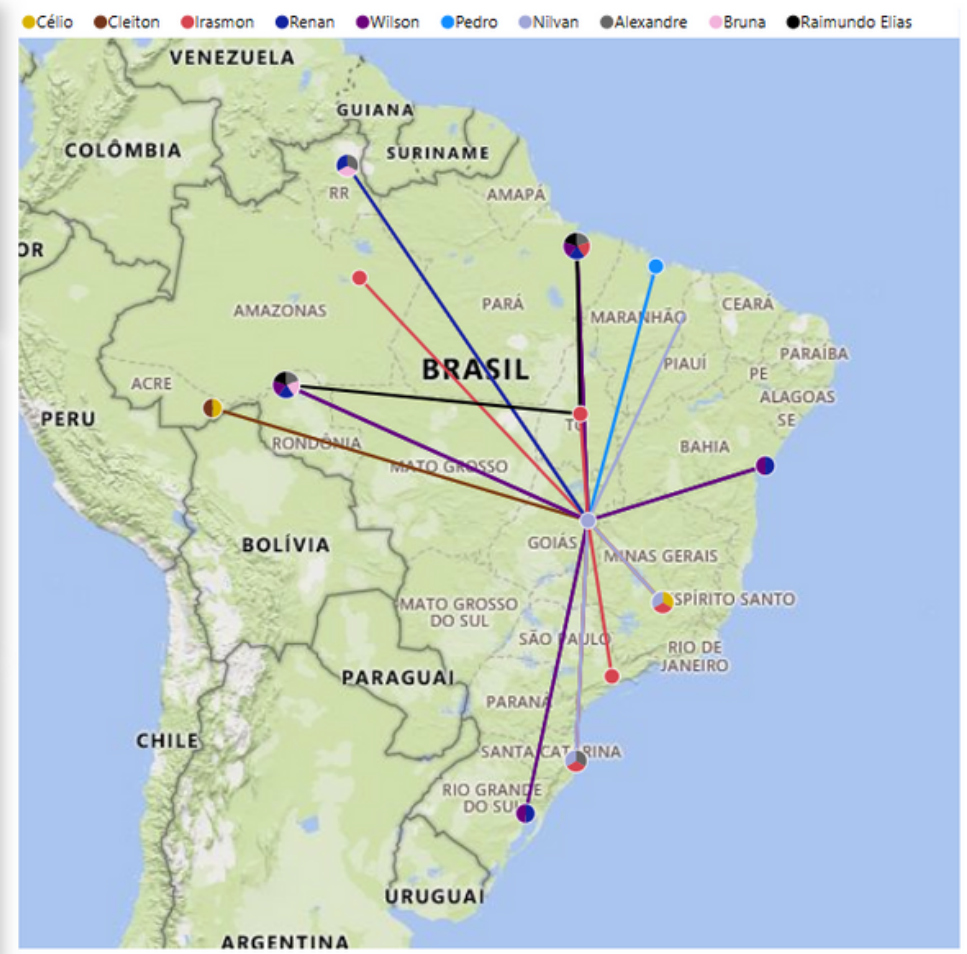 Célio Cleiton Irasmon Renan Wilson Pedro Nilvan Alexandre Bruna Raimundo Elias
VENEZUELA
GUIANA
COLÔMBIA
SURINAME
RR
AMAPÁ
OR
AMAZONAS
PARÁ
MARANHÃO
CEARÁ
BRASIL
PIAUÍ
PARAÍBA
PE
ACRE
ALAGOAS
PERU
SE
TO
RONDÔNIA
BAHIA
MATO GROSSO
BOLÍVIA
GOIÁS
MINAS GERAIS
MATO GROSSO
DO SUL
SPÍRITO SANTO
SÃO PAULO
RIO DE
JANEIRO
PARAGUAI
PARANÁ
CHILE
SANTA CATARINA
RIO GRANDE
DO SUL
URUGUAI
ARGENTINA